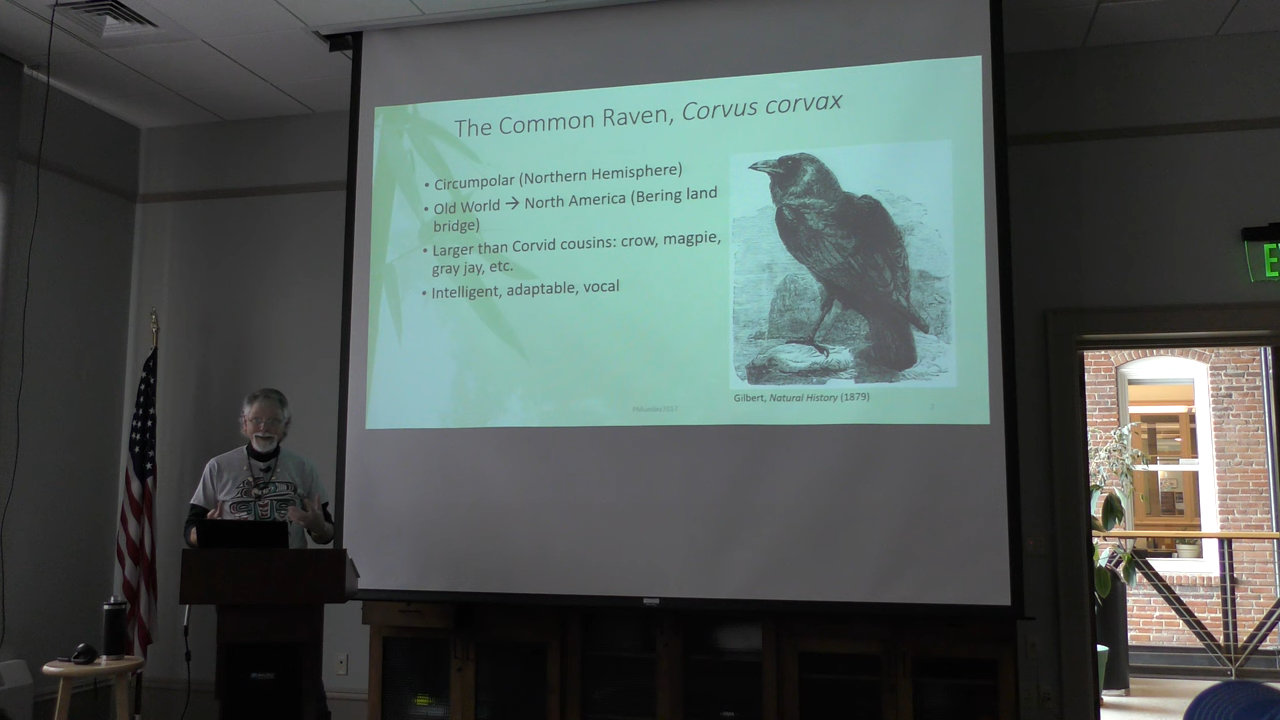 The Common Raven, Corvus corvax
• Circumpolar (Northern Hemisphere)
• Old World → North America (Bering land
bridge)
• Larger than Corvid cousins: crow, magpie,
gray jay, etc.
• Intelligent, adaptable, vocal
Gilbert, Natural History (1879)
E